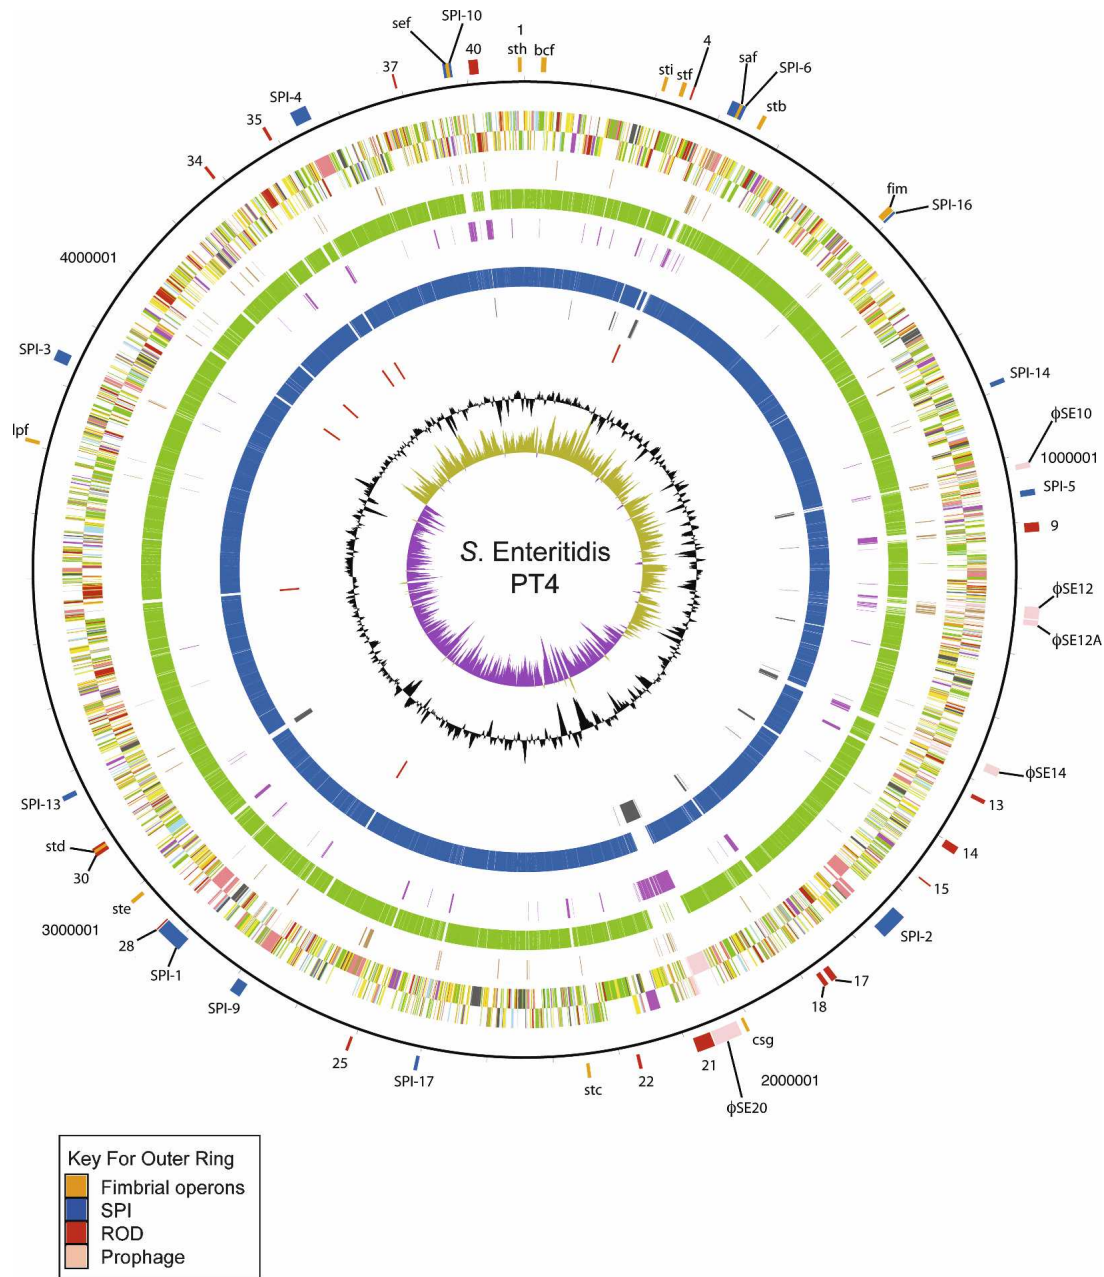 SPI-10
sef
1
40
sth
bcf
4
37
sti
stf
saf
SPI-6
SPI-4
stb
35
34
fim
SPI-16
4000001
SPI-3
SPI-14
ϕSE10
lpf
1000001
SPI-5
9
S. Enteritidis
PT4
ϕSE12
ϕSE12A
ϕSE14
SPI-13
13
std
14
30
15
ste
3000001
28
SPI-2
SPI-1
17
SPI-9
18
csg
25
21
SPI-17
22
2000001
stc
ϕSE20
Key For Outer Ring
Fimbrial operons
SPI
ROD
Prophage